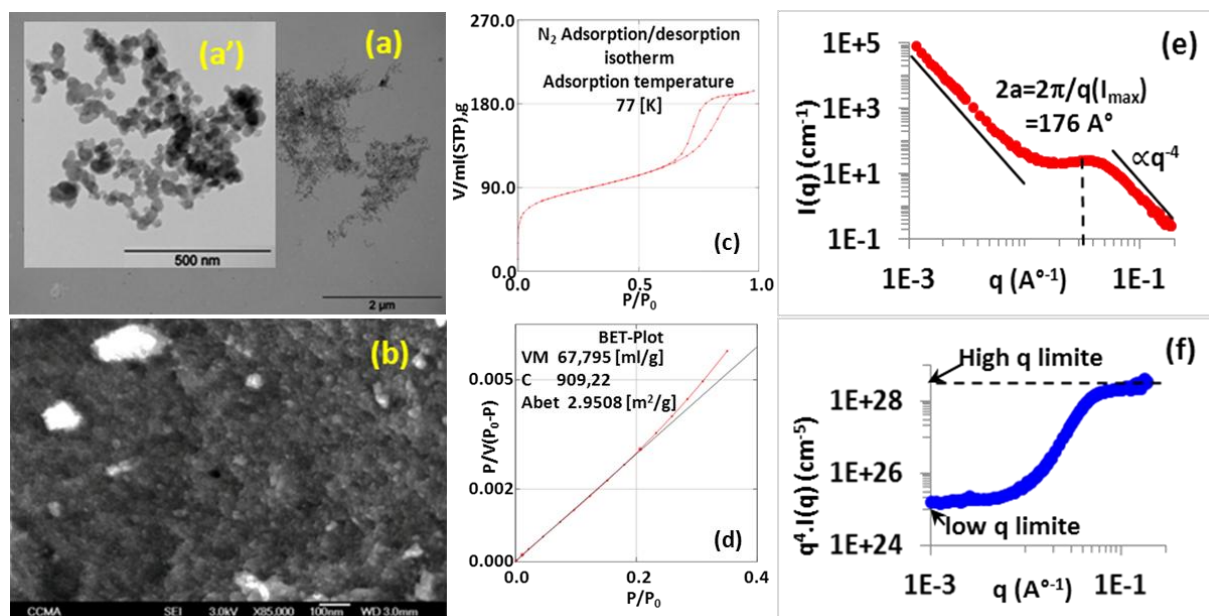 (a')
(a)
500 nm
2 µm
(b)
CCMA SEI 3.0kV X85,000 100nm WD 3.0mm
V/ml(STP),g
N₂ Adsorption/desorption
isotherm
Adsorption temperature
77 [K]
180.0
90.0
0.0
(c)
0.0 0.5 1.0
P/P₀
P/V(P₀-P)
BET-Plot
VM 67,795 [ml/g]
C 909,22
Abet 2.9508 [m²/g]
0.005
0.002
0.000
(d)
0.0 0.2 0.4
P/P₀
(e)
I(q) (cm⁻¹)
1E+5
1E+3
1E+1
1E-1
2a=2π/q(Iₘₐₓ)
=176 A°
∝q⁻⁴
1E-3 q (A°⁻¹) 1E-1
(f)
q⁴.I(q) (cm⁻⁵)
High q limite
1E+28
1E+26
1E+24
low q limite
1E-3 q (A°⁻¹) 1E-1